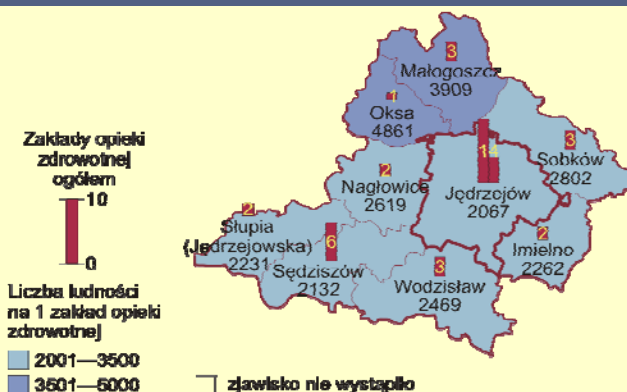 3
Małogoszcz
3909
1
Oksa
4861
Zakłady opieki
zdrowotnej
ogółem
10
0
3
Sobków
2802
14
Jędrzejów
2067
2
Nagłowice
2619
2
Słupia
(Jędrzejowska)
2231
6
Sędziszów
2132
3
Wodzisław
2469
2
Imielno
2262
Liczba ludności
na 1 zakład opieki
zdrowotnej
2001—3500
3501—5000
zjawisko nie wystąpiło